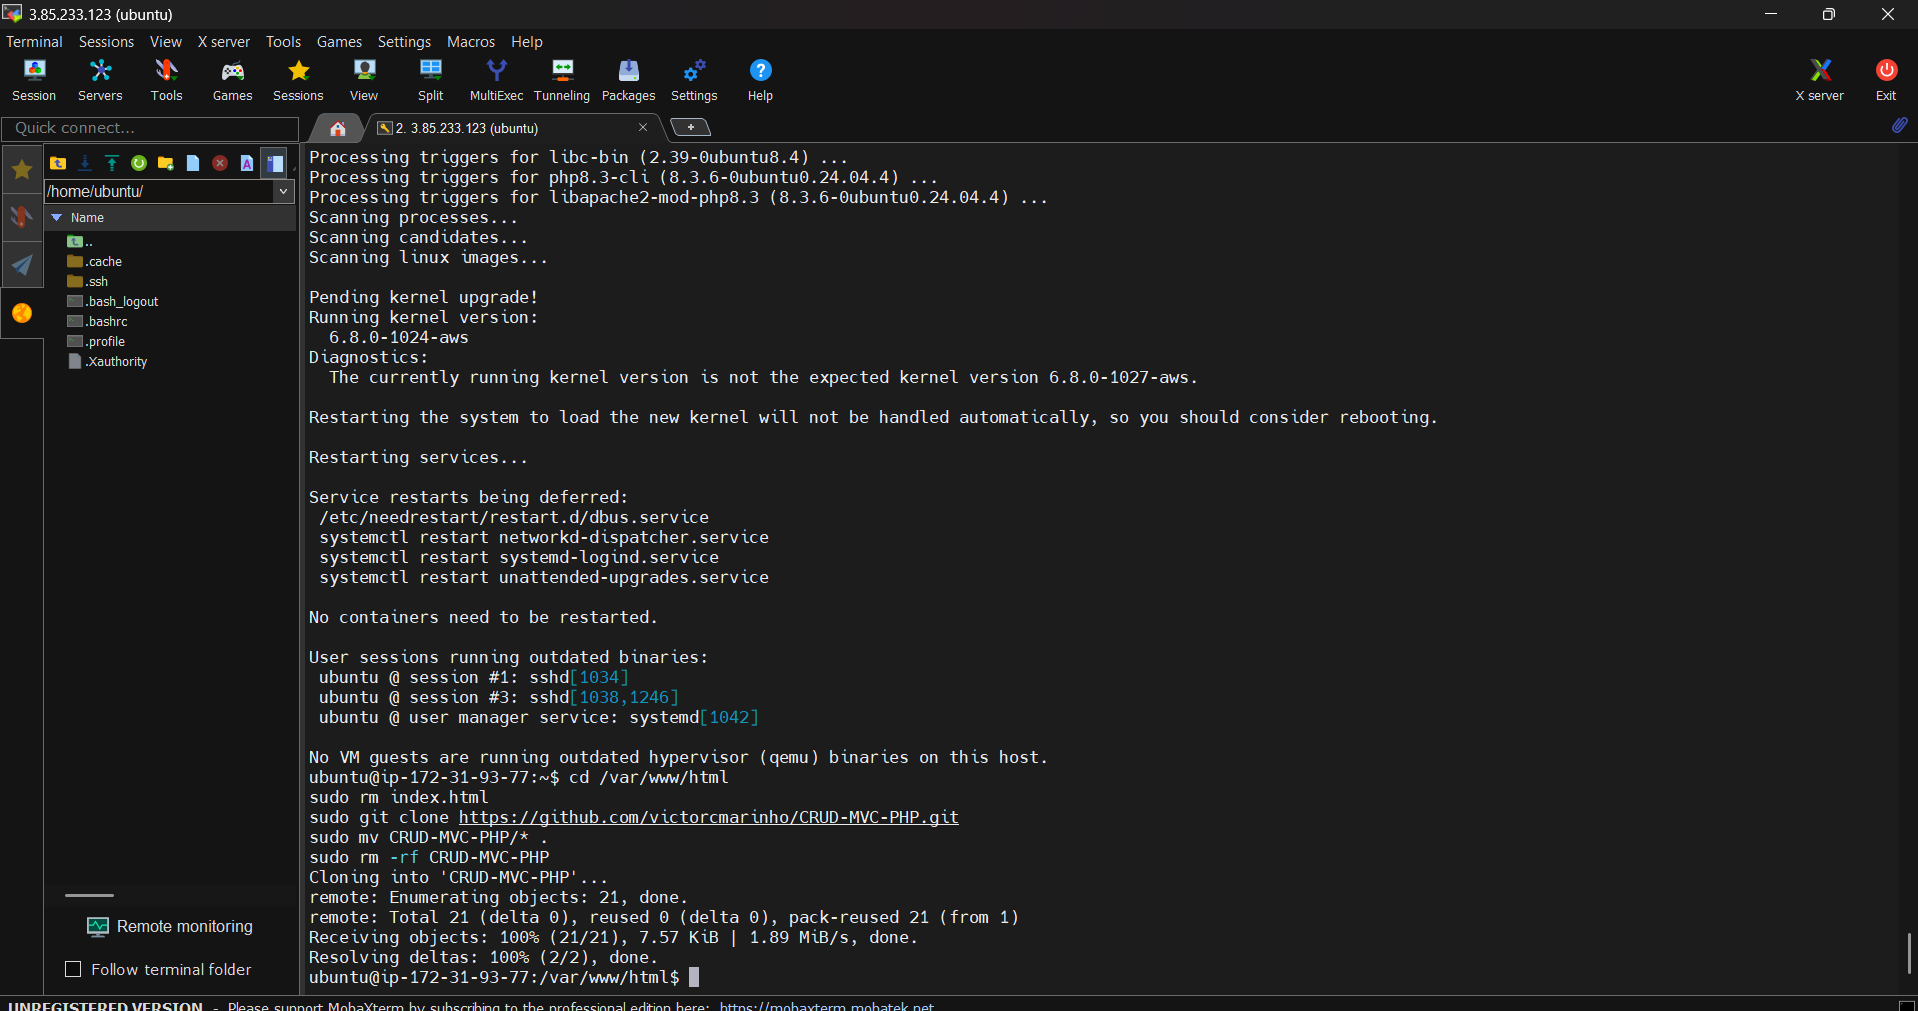 3.85.233.123 (ubuntu)
Terminal Sessions View X server Tools Games Settings Macros Help
Session Servers Tools Games Sessions View Split MultiExec Tunneling Packages Settings Help X server Exit
Quick connect...
2. 3.85.233.123 (ubuntu)
/home/ubuntu/
Name
..
.cache
.ssh
.bash_logout
.bashrc
.profile
.Xauthority
Remote monitoring
Follow terminal folder
Processing triggers for libc-bin (2.39-0ubuntu8.4) ...
Processing triggers for php8.3-cli (8.3.6-0ubuntu0.24.04.4) ...
Processing triggers for libapache2-mod-php8.3 (8.3.6-0ubuntu0.24.04.4) ...
Scanning processes...
Scanning candidates...
Scanning linux images...
Pending kernel upgrade!
Running kernel version:
6.8.0-1024-aws
Diagnostics:
The currently running kernel version is not the expected kernel version 6.8.0-1027-aws.
Restarting the system to load the new kernel will not be handled automatically, so you should consider rebooting.
Restarting services...
Service restarts being deferred:
/etc/needrestart/restart.d/dbus.service
systemctl restart networkd-dispatcher.service
systemctl restart systemd-logind.service
systemctl restart unattended-upgrades.service
No containers need to be restarted.
User sessions running outdated binaries:
ubuntu @ session #1: sshd[1034]
ubuntu @ session #3: sshd[1038,1246]
ubuntu @ user manager service: systemd[1042]
No VM guests are running outdated hypervisor (qemu) binaries on this host.
ubuntu@ip-172-31-93-77:~$ cd /var/www/html
sudo rm index.html
sudo git clone https://github.com/victorcmarinho/CRUD-MVC-PHP.git
sudo mv CRUD-MVC-PHP/* .
sudo rm -rf CRUD-MVC-PHP
Cloning into 'CRUD-MVC-PHP'...
remote: Enumerating objects: 21, done.
remote: Total 21 (delta 0), reused 0 (delta 0), pack-reused 21 (from 1)
Receiving objects: 100% (21/21), 7.57 KiB | 1.89 MiB/s, done.
Resolving deltas: 100% (2/2), done.
ubuntu@ip-172-31-93-77:/var/www/html$
UNREGISTERED VERSION - Please support MobaXterm by subscribing to the professional edition here: https://mobaxterm.mobatek.net